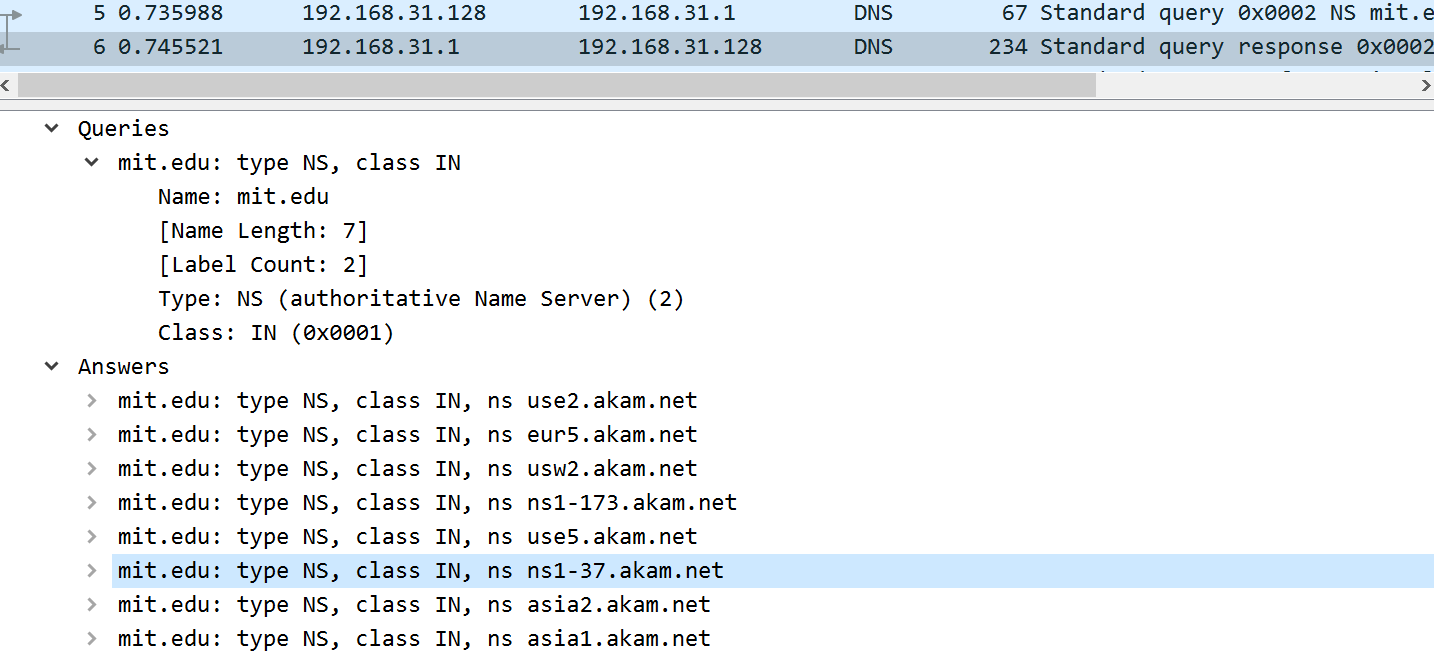 5 0.735988 192.168.31.128 192.168.31.1 DNS 67 Standard query 0x0002 NS mit.e
6 0.745521 192.168.31.1 192.168.31.128 DNS 234 Standard query response 0x0002
Queries
mit.edu: type NS, class IN
Name: mit.edu
[Name Length: 7]
[Label Count: 2]
Type: NS (authoritative Name Server) (2)
Class: IN (0x0001)
Answers
mit.edu: type NS, class IN, ns use2.akam.net
mit.edu: type NS, class IN, ns eur5.akam.net
mit.edu: type NS, class IN, ns usw2.akam.net
mit.edu: type NS, class IN, ns ns1-173.akam.net
mit.edu: type NS, class IN, ns use5.akam.net
mit.edu: type NS, class IN, ns ns1-37.akam.net
mit.edu: type NS, class IN, ns asia2.akam.net
mit.edu: type NS, class IN, ns asia1.akam.net